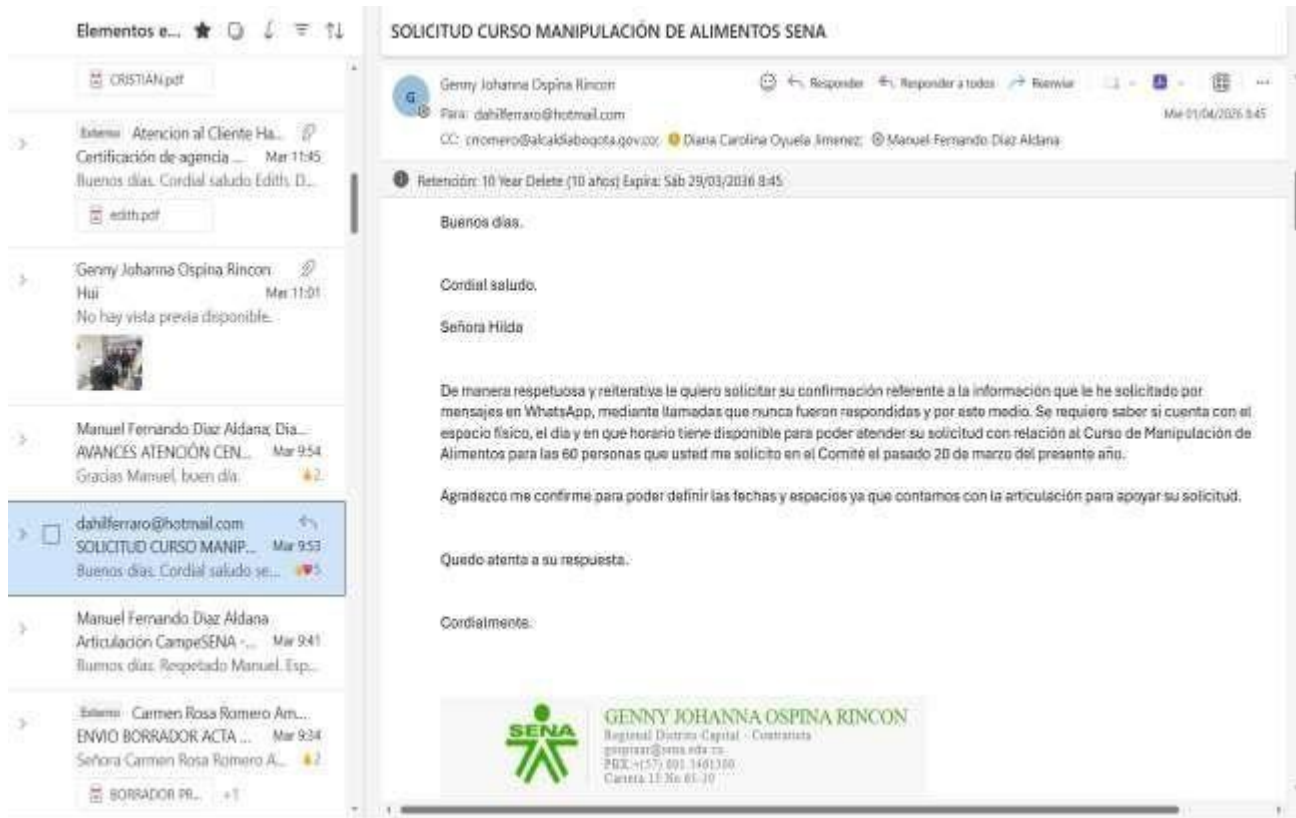 Elementos e...
CRISTIAN.pdf
Externo Atencion al Cliente Ha...
Certificación de agencia ... Mar 11:45
Buenos días. Cordial saludo Edith. D...
edith.pdf
Genny Johanna Ospina Rincon
Hui Mar 11:01
No hay vista previa disponible.
Manuel Fernando Diaz Aldana; Dia...
AVANCES ATENCIÓN CEN... Mar 9:54
Gracias Manuel, buen día. 2
dahilferraro@hotmail.com
SOLICITUD CURSO MANIP... Mar 9:53
Buenos días. Cordial saludo se... 5
Manuel Fernando Diaz Aldana
Articulación CampeSENA -... Mar 9:41
Buenos días. Respetado Manuel. Esp...
Externo Carmen Rosa Romero Am...
ENVIO BORRADOR ACTA ... Mar 9:34
Señora Carmen Rosa Romero A... 2
BORRADOR PR... +1
SOLICITUD CURSO MANIPULACIÓN DE ALIMENTOS SENA
G
Genny Johanna Ospina Rincon
Responder Responder a todos Reenviar
Para: dahilferraro@hotmail.com
Mié 01/04/2026 8:45
CC: crromero@alcaldiabogota.gov.co; Diana Carolina Oyuela Jimenez; Manuel Fernando Diaz Aldana
Retención: 10 Year Delete (10 años) Expira: Sáb 29/03/2036 8:45
Buenos días.
Cordial saludo.
Señora Hilda
De manera respetuosa y reiterativa le quiero solicitar su confirmación referente a la información que le he solicitado por
mensajes en WhatsApp, mediante llamadas que nunca fueron respondidas y por este medio. Se requiere saber si cuenta con el
espacio físico, el día y en que horario tiene disponible para poder atender su solicitud con relación al Curso de Manipulación de
Alimentos para las 60 personas que usted me solicito en el Comité el pasado 20 de marzo del presente año.
Agradezco me confirme para poder definir las fechas y espacios ya que contamos con la articulación para apoyar su solicitud.
Quedo atenta a su respuesta.
Cordialmente.
SENA
GENNY JOHANNA OSPINA RINCON
Regional Distrito Capital - Contratista